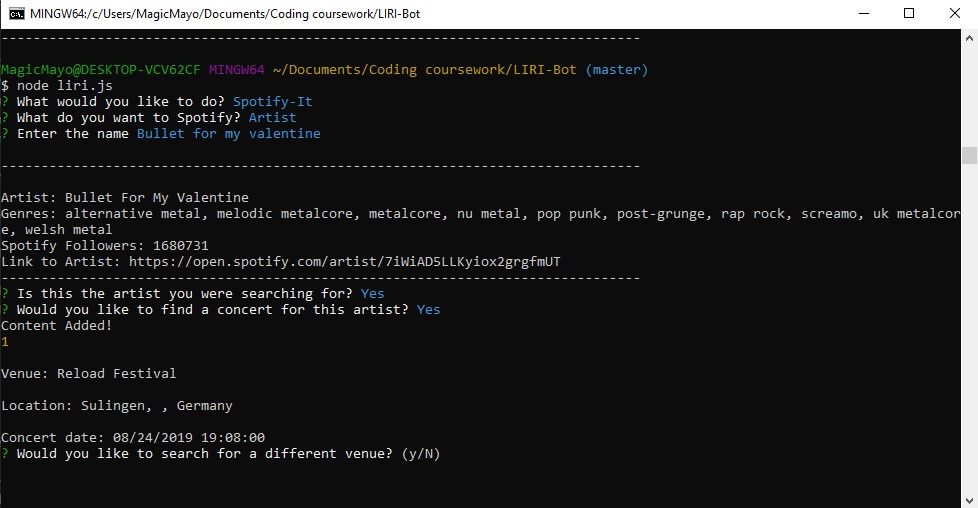 MINGW64:/c/Users/MagicMayo/Documents/Coding coursework/LIRI-Bot
--------------------------------------------------------------------------------
MagicMayo@DESKTOP-VCV62CF MINGW64 ~/Documents/Coding coursework/LIRI-Bot (master)
$ node liri.js
? What would you like to do? Spotify-It
? What do you want to Spotify? Artist
? Enter the name Bullet for my valentine
--------------------------------------------------------------------------------
Artist: Bullet For My Valentine
Genres: alternative metal, melodic metalcore, metalcore, nu metal, pop punk, post-grunge, rap rock, screamo, uk metalcor
e, welsh metal
Spotify Followers: 1680731
Link to Artist: https://open.spotify.com/artist/7iWiAD5LLKyiox2grgfmUT
--------------------------------------------------------------------------------
? Is this the artist you were searching for? Yes
? Would you like to find a concert for this artist? Yes
Content Added!
1
Venue: Reload Festival
Location: Sulingen, , Germany
Concert date: 08/24/2019 19:08:00
? Would you like to search for a different venue? (y/N)